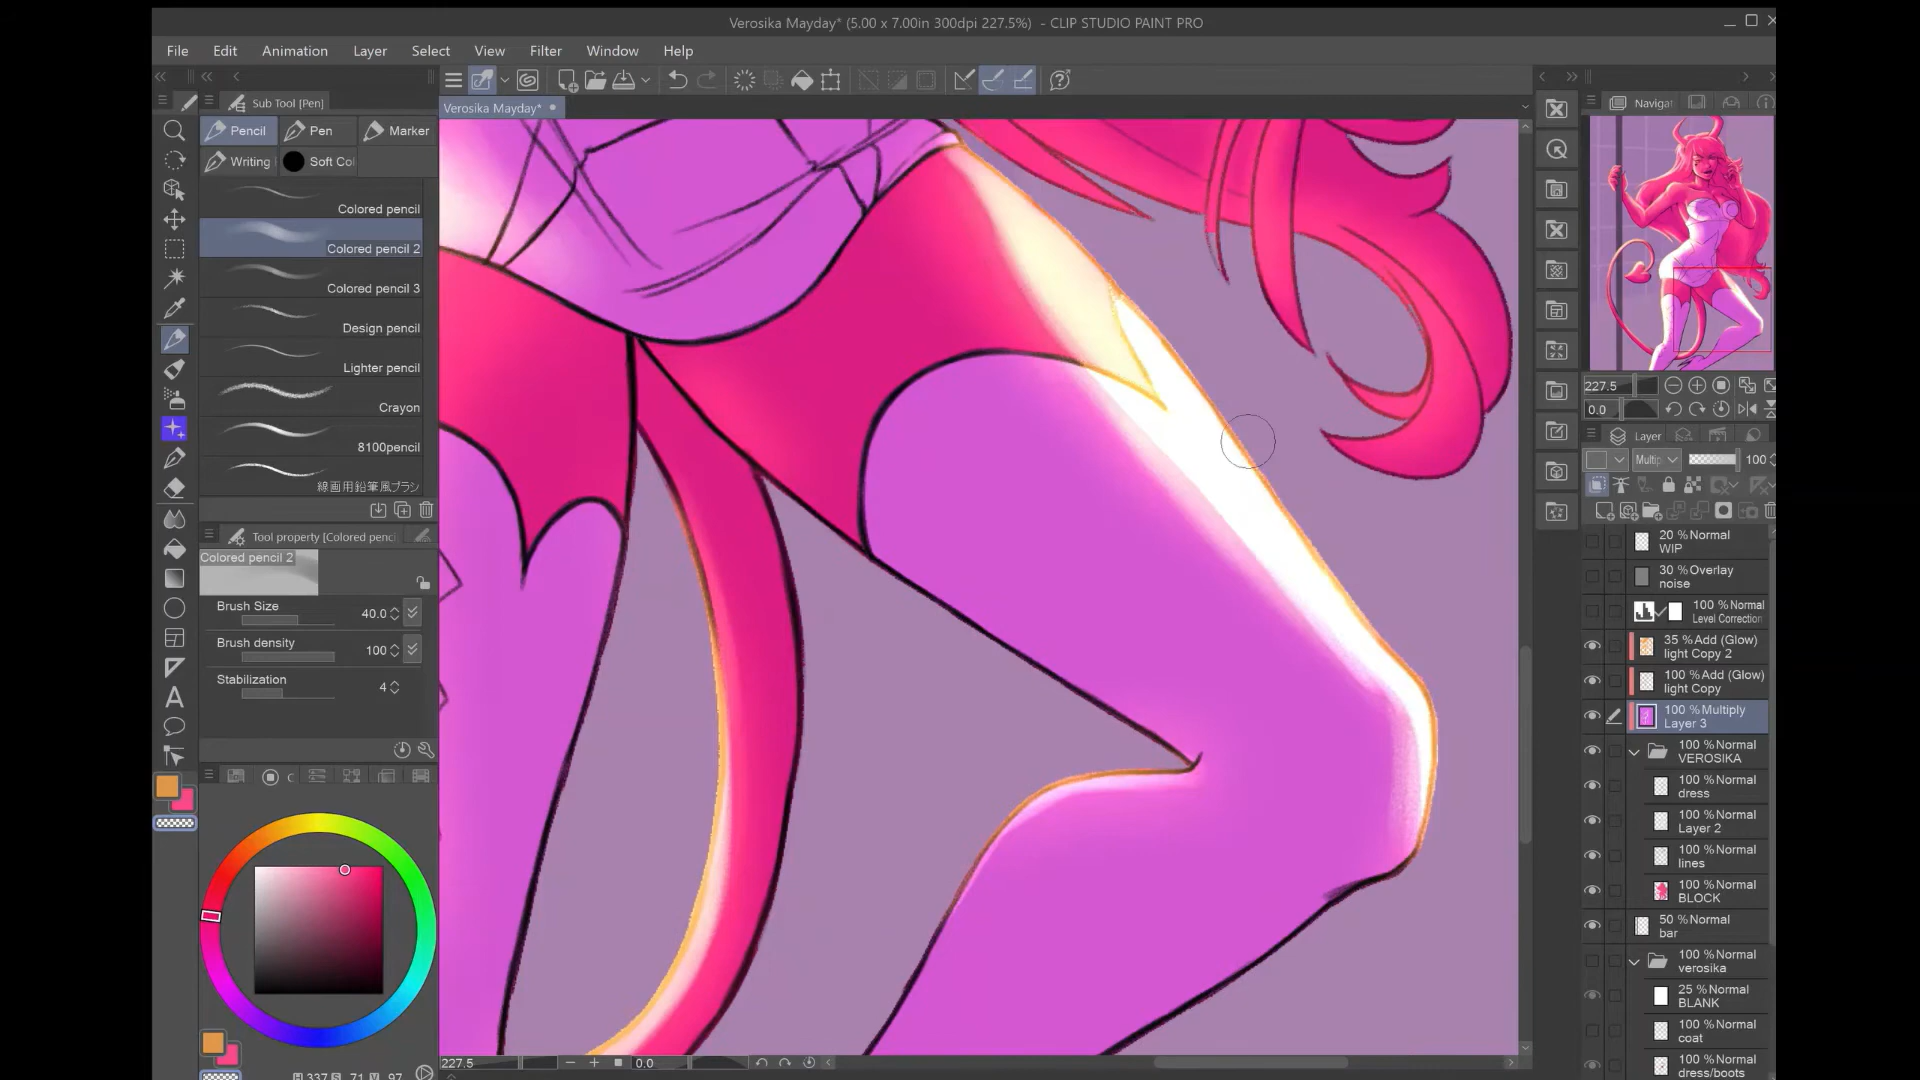 Verosika Mayday* (5.00 x 7.00in 300dpi 227.5%) - CLIP STUDIO PAINT PRO
File Edit Animation Layer Select View Filter Window Help
Sub Tool [Pen]
Verosika Mayday*
Navigat
Pencil Pen Marker
Writing Soft Col
Colored pencil
Colored pencil 2
Colored pencil 3
Design pencil
Lighter pencil
Crayon
8100pencil
線画用鉛筆風ブラシ
Tool property [Colored penc
Colored pencil 2
Brush Size 40.0
Brush density 100
Stabilization 4
227.5
0.0
Layer
Multip 100
20 %Normal
WIP
30 %Overlay
noise
100 %Normal
Level Correction
35 %Add (Glow)
light Copy 2
100 %Add (Glow)
light Copy
100 %Multiply
Layer 3
100 %Normal
VEROSIKA
100 %Normal
dress
100 %Normal
Layer 2
100 %Normal
lines
100 %Normal
BLOCK
50 %Normal
bar
100 %Normal
verosika
25 %Normal
BLANK
100 %Normal
coat
100 %Normal
dress/boots
227.5 0.0
H 337 S 71 V 97